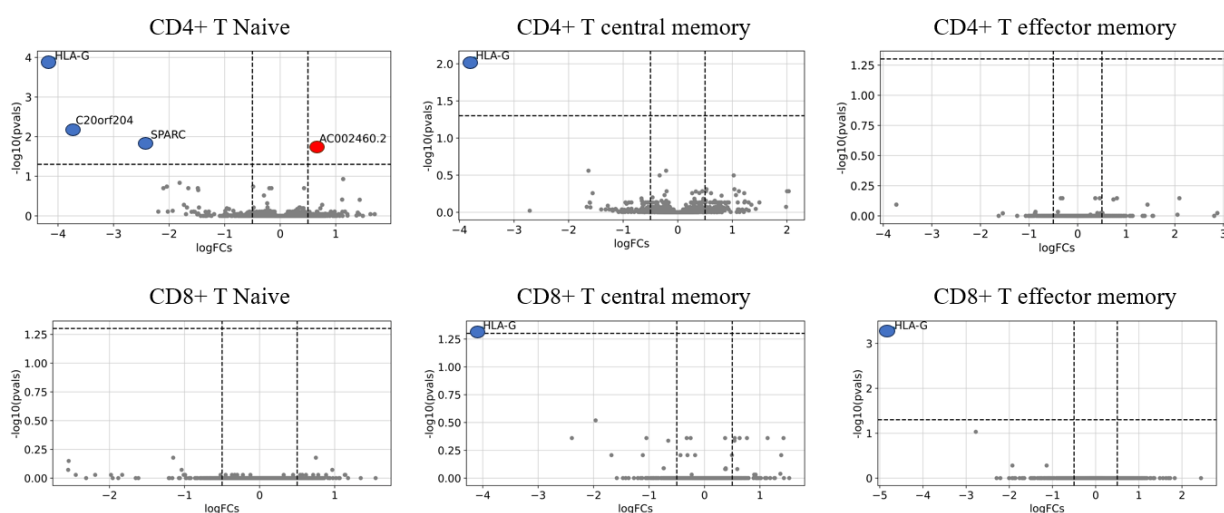 CD4+ T Naive
CD4+ T central memory
CD4+ T effector memory
-log10(pvals)
4
3
2
1
0
HLA-G
C20orf204
SPARC
AC002460.2
−4 −3 −2 −1 0 1
logFCs
-log10(pvals)
2.0
1.5
1.0
0.5
0.0
HLA-G
−4 −3 −2 −1 0 1 2
logFCs
-log10(pvals)
1.25
1.00
0.75
0.50
0.25
0.00
−4 −3 −2 −1 0 1 2 3
logFCs
CD8+ T Naive
CD8+ T central memory
CD8+ T effector memory
-log10(pvals)
1.25
1.00
0.75
0.50
0.25
0.00
−2 −1 0 1
logFCs
-log10(pvals)
1.25
1.00
0.75
0.50
0.25
0.00
HLA-G
−4 −3 −2 −1 0 1
logFCs
-log10(pvals)
3
2
1
0
HLA-G
−5 −4 −3 −2 −1 0 1 2
logFCs